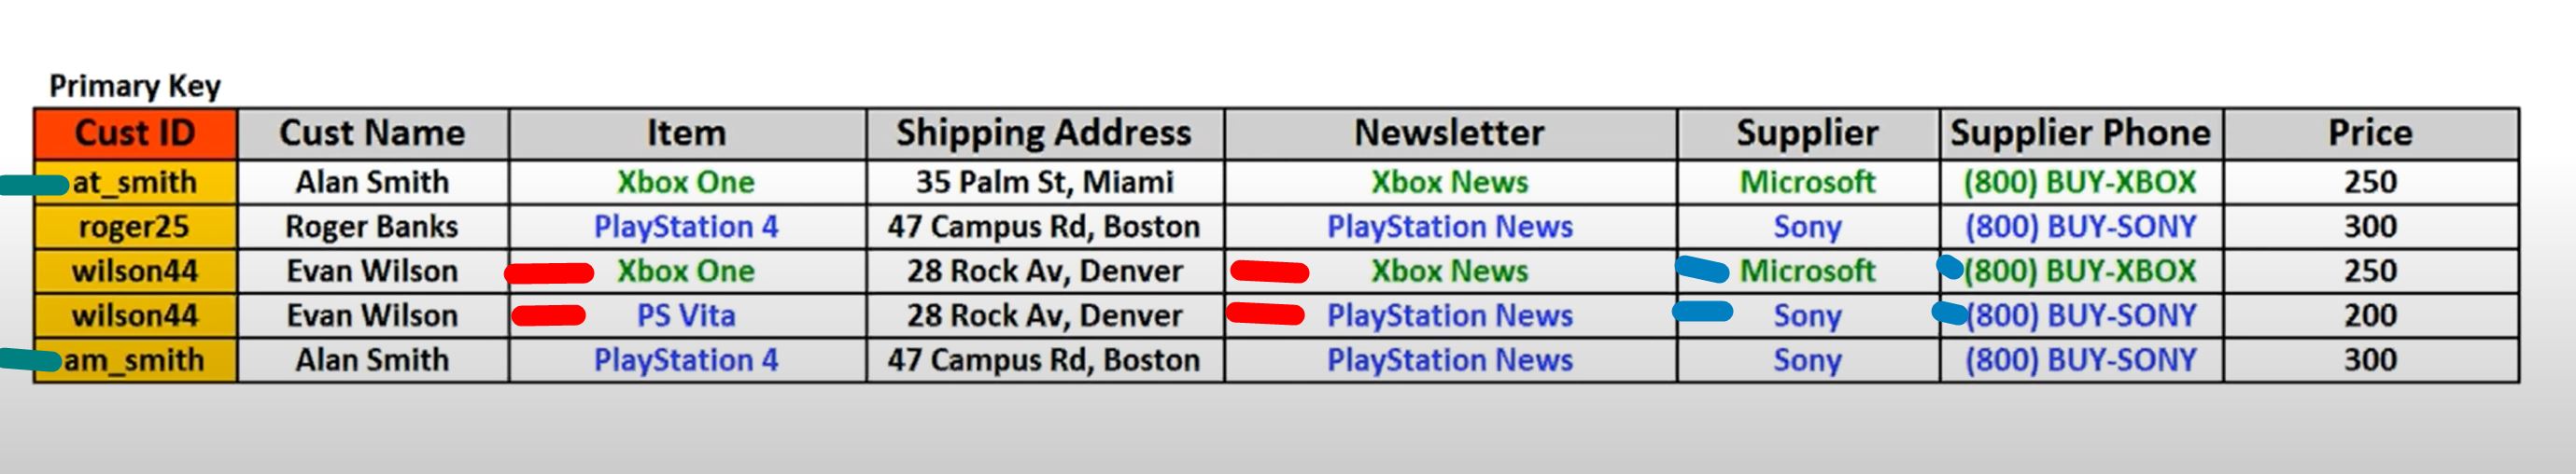 Primary Key
Cust ID Cust Name Item Shipping Address Newsletter Supplier Supplier Phone Price
at_smith Alan Smith Xbox One 35 Palm St, Miami Xbox News Microsoft (800) BUY-XBOX 250
roger25 Roger Banks PlayStation 4 47 Campus Rd, Boston PlayStation News Sony (800) BUY-SONY 300
wilson44 Evan Wilson Xbox One 28 Rock Av, Denver Xbox News Microsoft (800) BUY-XBOX 250
wilson44 Evan Wilson PS Vita 28 Rock Av, Denver PlayStation News Sony (800) BUY-SONY 200
am_smith Alan Smith PlayStation 4 47 Campus Rd, Boston PlayStation News Sony (800) BUY-SONY 300